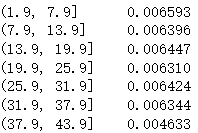 (1.9, 7.9]    0.006593
(7.9, 13.9]    0.006396
(13.9, 19.9]    0.006447
(19.9, 25.9]    0.006310
(25.9, 31.9]    0.006424
(31.9, 37.9]    0.006344
(37.9, 43.9]    0.004633